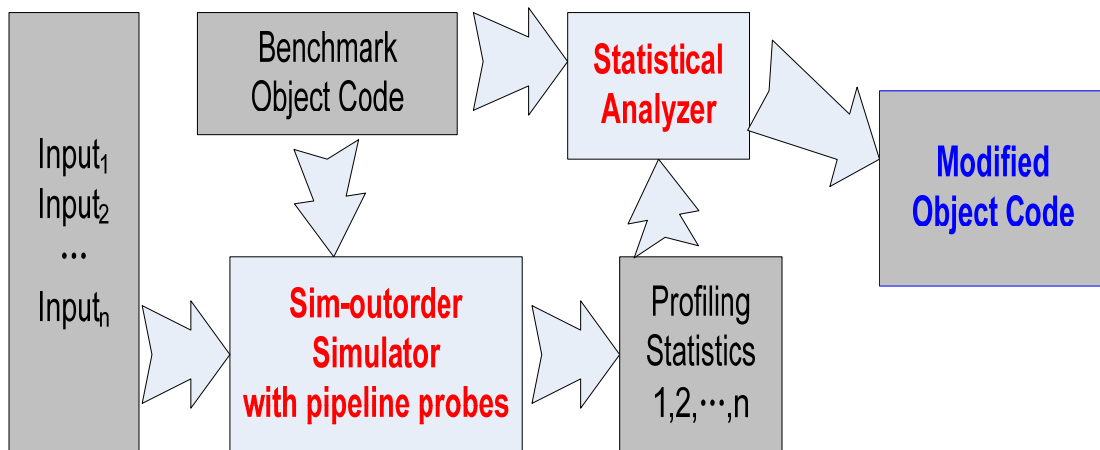 Input₁
Input₂
⋯
Inputₙ
Benchmark
Object Code
Sim-outorder
Simulator
with pipeline probes
Statistical
Analyzer
Profiling
Statistics
1,2,⋯,n
Modified
Object Code